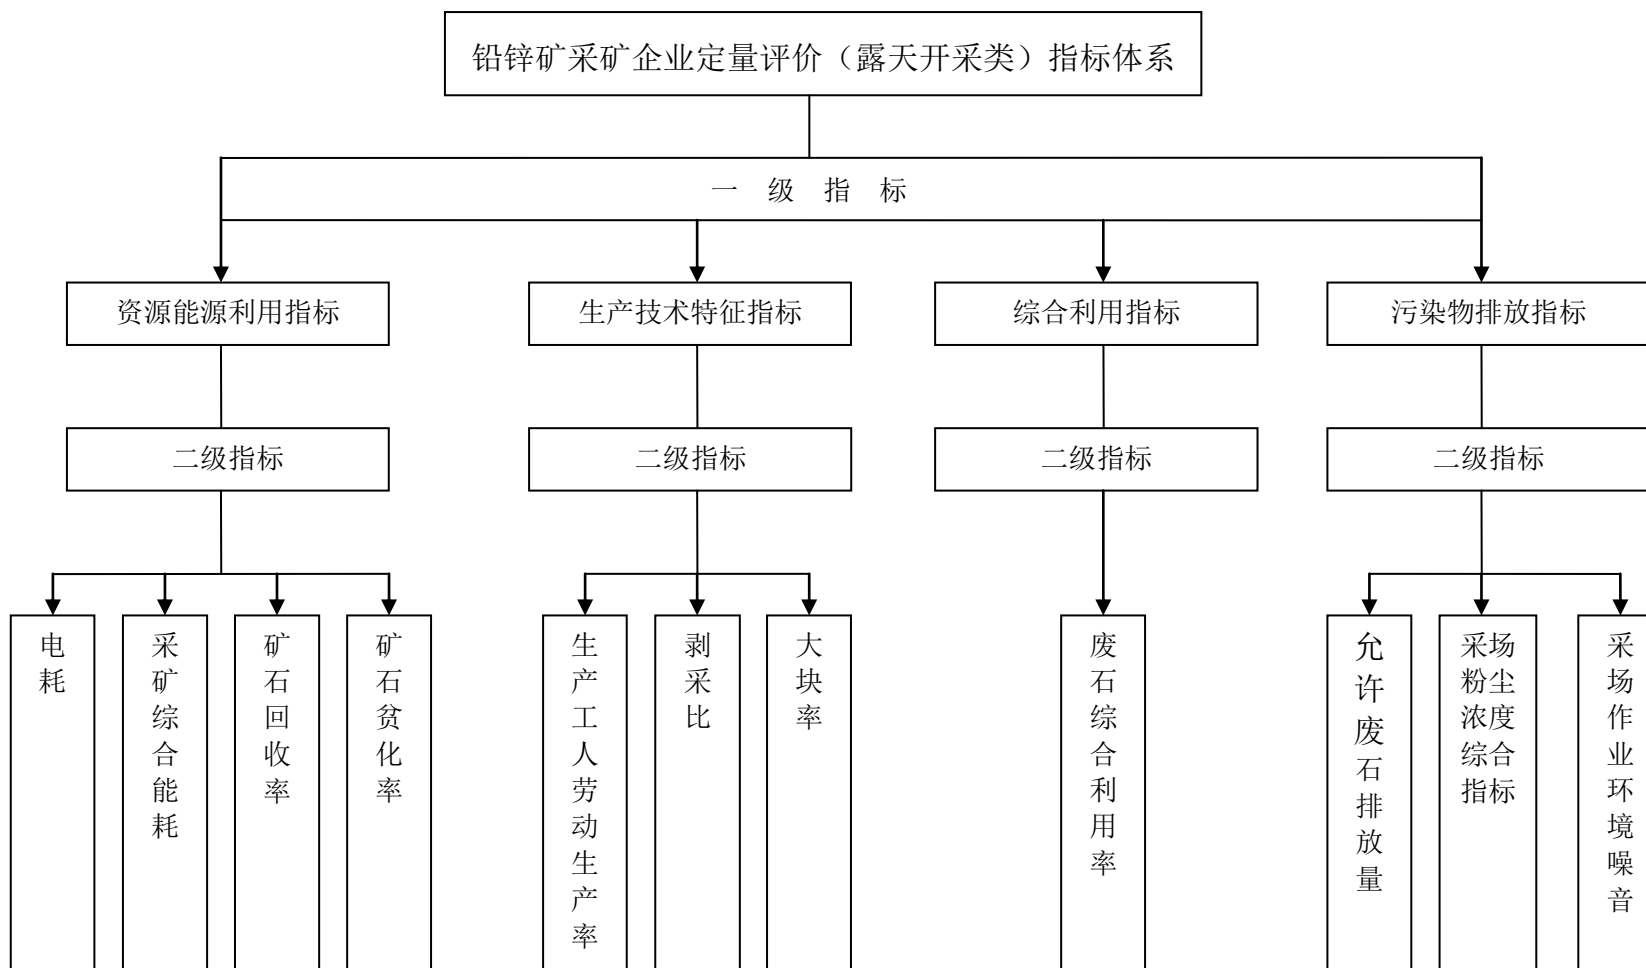 铅锌矿采矿企业定量评价（露天开采类）指标体系
一级指标
资源能源利用指标
生产技术特征指标
综合利用指标
污染物排放指标
二级指标
二级指标
二级指标
二级指标
电耗
采矿综合能耗
矿石回收率
矿石贫化率
生产工人劳动生产率
剥采比
大块率
废石综合利用率
允许废石排放量
采场
粉尘
浓度
综合
指标
采场作业环境噪音